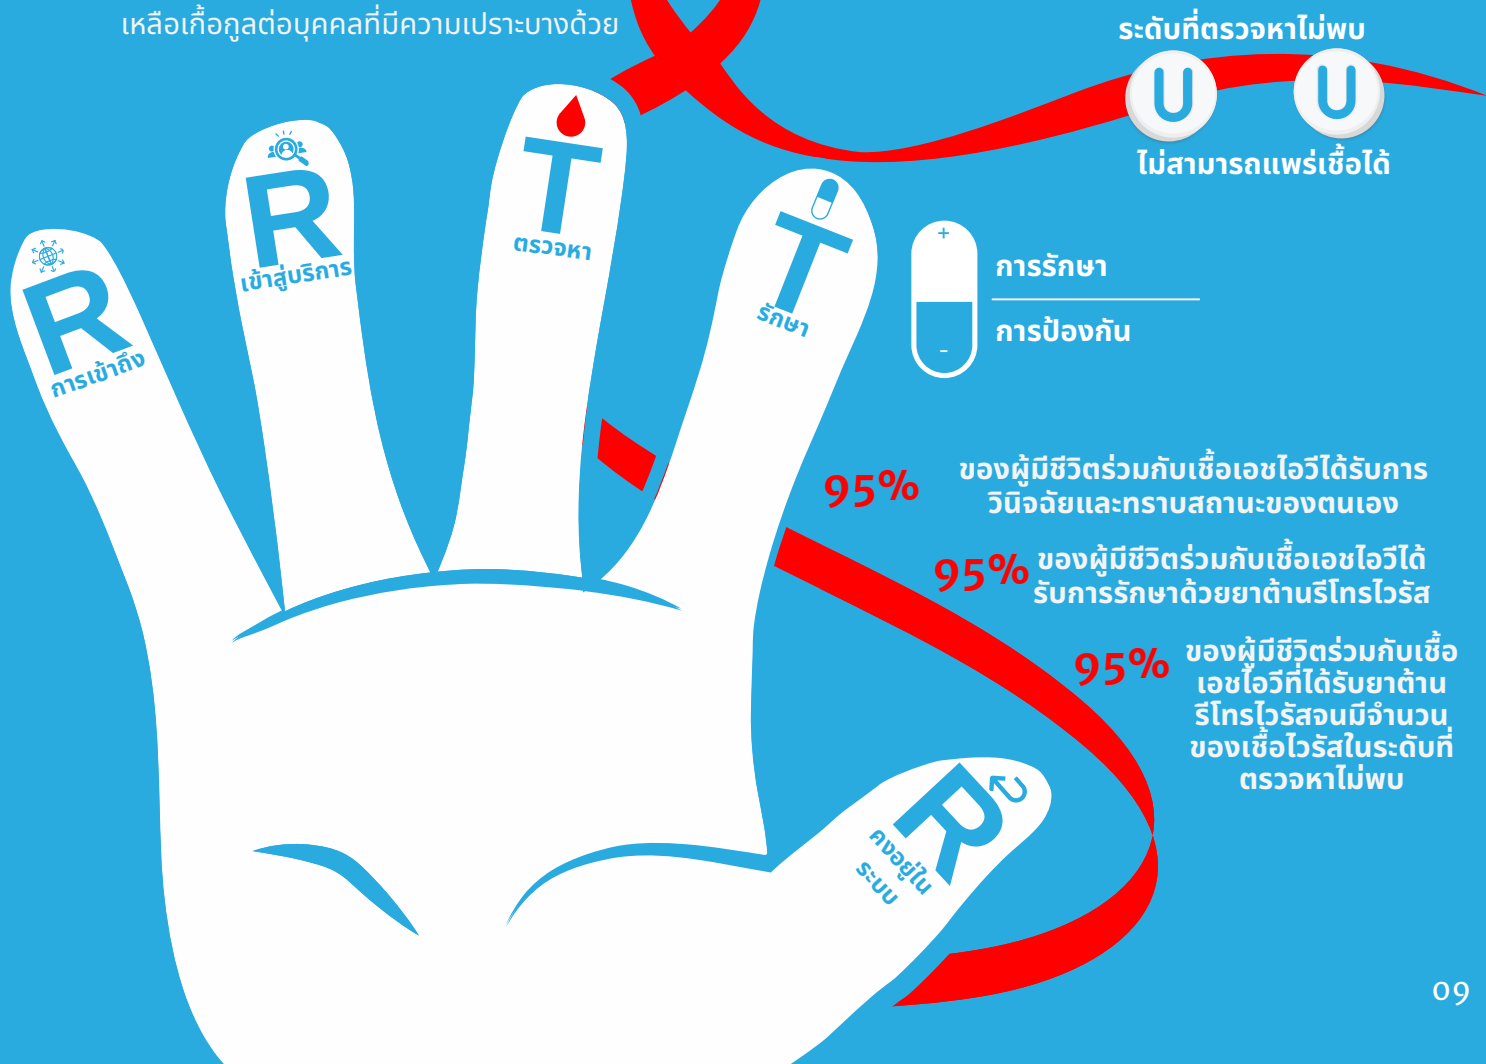 เหลือเกื้อกูลต่อบุคคลที่มีความเปราะบางด้วย
ระดับที่ตรวจหาไม่พบ
U U
ไม่สามารถแพร่เชื้อได้
R
การเข้าถึง
R
เข้าสู่บริการ
T
ตรวจหา
T
รักษา
R
คงอยู่ใน
ระบบ
+
การรักษา
-
การป้องกัน
95%
ของผู้มีชีวิตร่วมกับเชื้อเอชไอวีได้รับการ
วินิจฉัยและทราบสถานะของตนเอง
95%
ของผู้มีชีวิตร่วมกับเชื้อเอชไอวีได้
รับการรักษาด้วยยาต้านรีโทรไวรัส
95%
ของผู้มีชีวิตร่วมกับเชื้อ
เอชไอวีที่ได้รับยาต้าน
รีโทรไวรัสจนมีจำนวน
ของเชื้อไวรัสในระดับที่
ตรวจหาไม่พบ
09